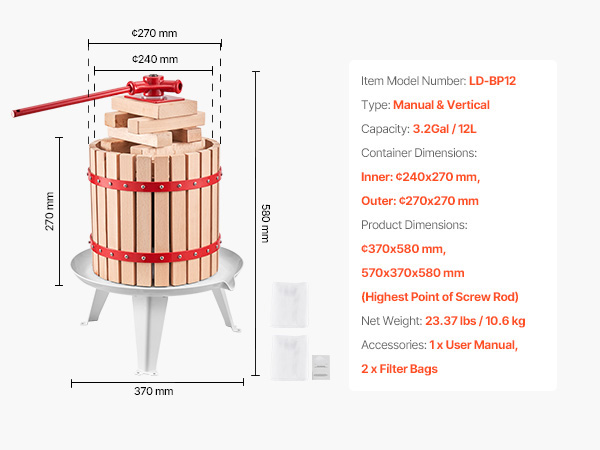 ¢270 mm
¢240 mm
270 mm
580 mm
370 mm
Item Model Number: LD-BP12
Type: Manual & Vertical
Capacity: 3.2Gal / 12L
Container Dimensions:
Inner: ¢240x270 mm,
Outer: ¢270x270 mm
Product Dimensions:
¢370x580 mm,
570x370x580 mm
(Highest Point of Screw Rod)
Net Weight: 23.37 lbs / 10.6 kg
Accessories: 1 x User Manual,
2 x Filter Bags